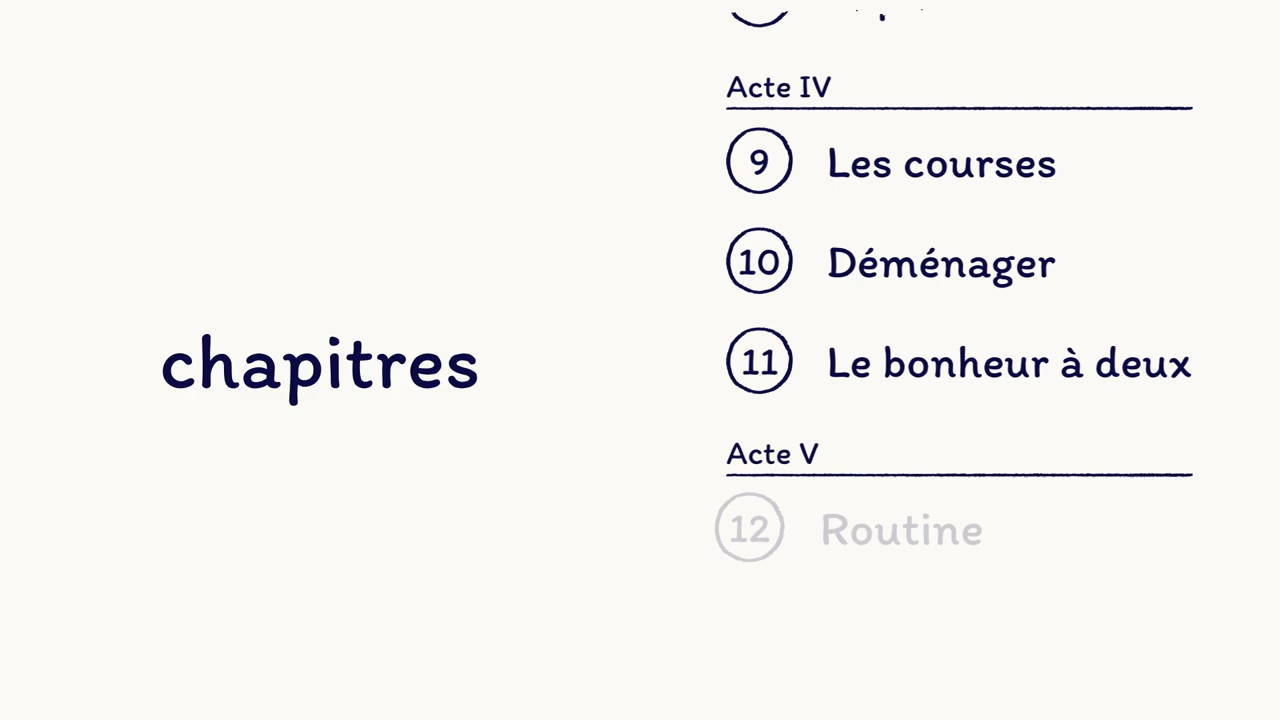 chapitres
Acte IV
9 Les courses
10 Déménager
11 Le bonheur à deux
Acte V
12 Routine